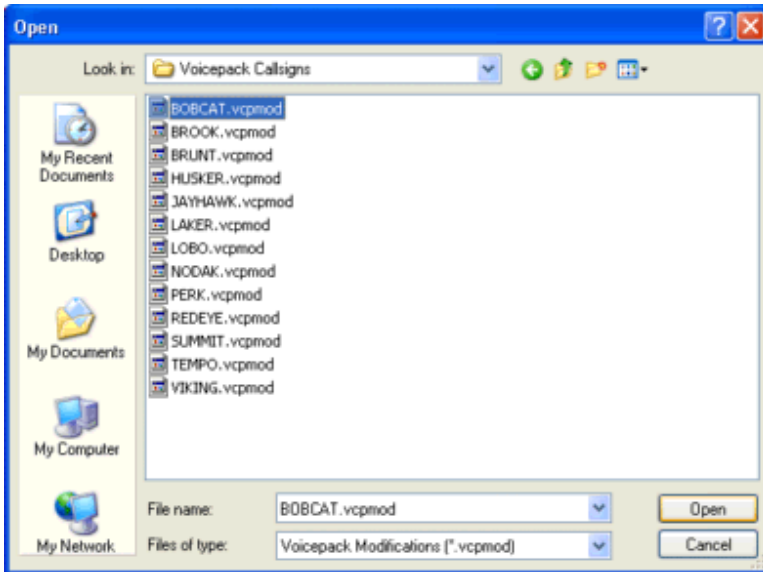 Open
Look in:
Voicepack Callsigns
My Recent
Documents
Desktop
My Documents
My Computer
My Network
BOBCAT.vcpmod
BROOK.vcpmod
BRUNT.vcpmod
HUSKER.vcpmod
JAYHAWK.vcpmod
LAKER.vcpmod
LOBO.vcpmod
NODAK.vcpmod
PERK.vcpmod
REDEYE.vcpmod
SUMMIT.vcpmod
TEMPO.vcpmod
VIKING.vcpmod
File name:
BOBCAT.vcpmod
Open
Files of type:
Voicepack Modifications (*.vcpmod)
Cancel